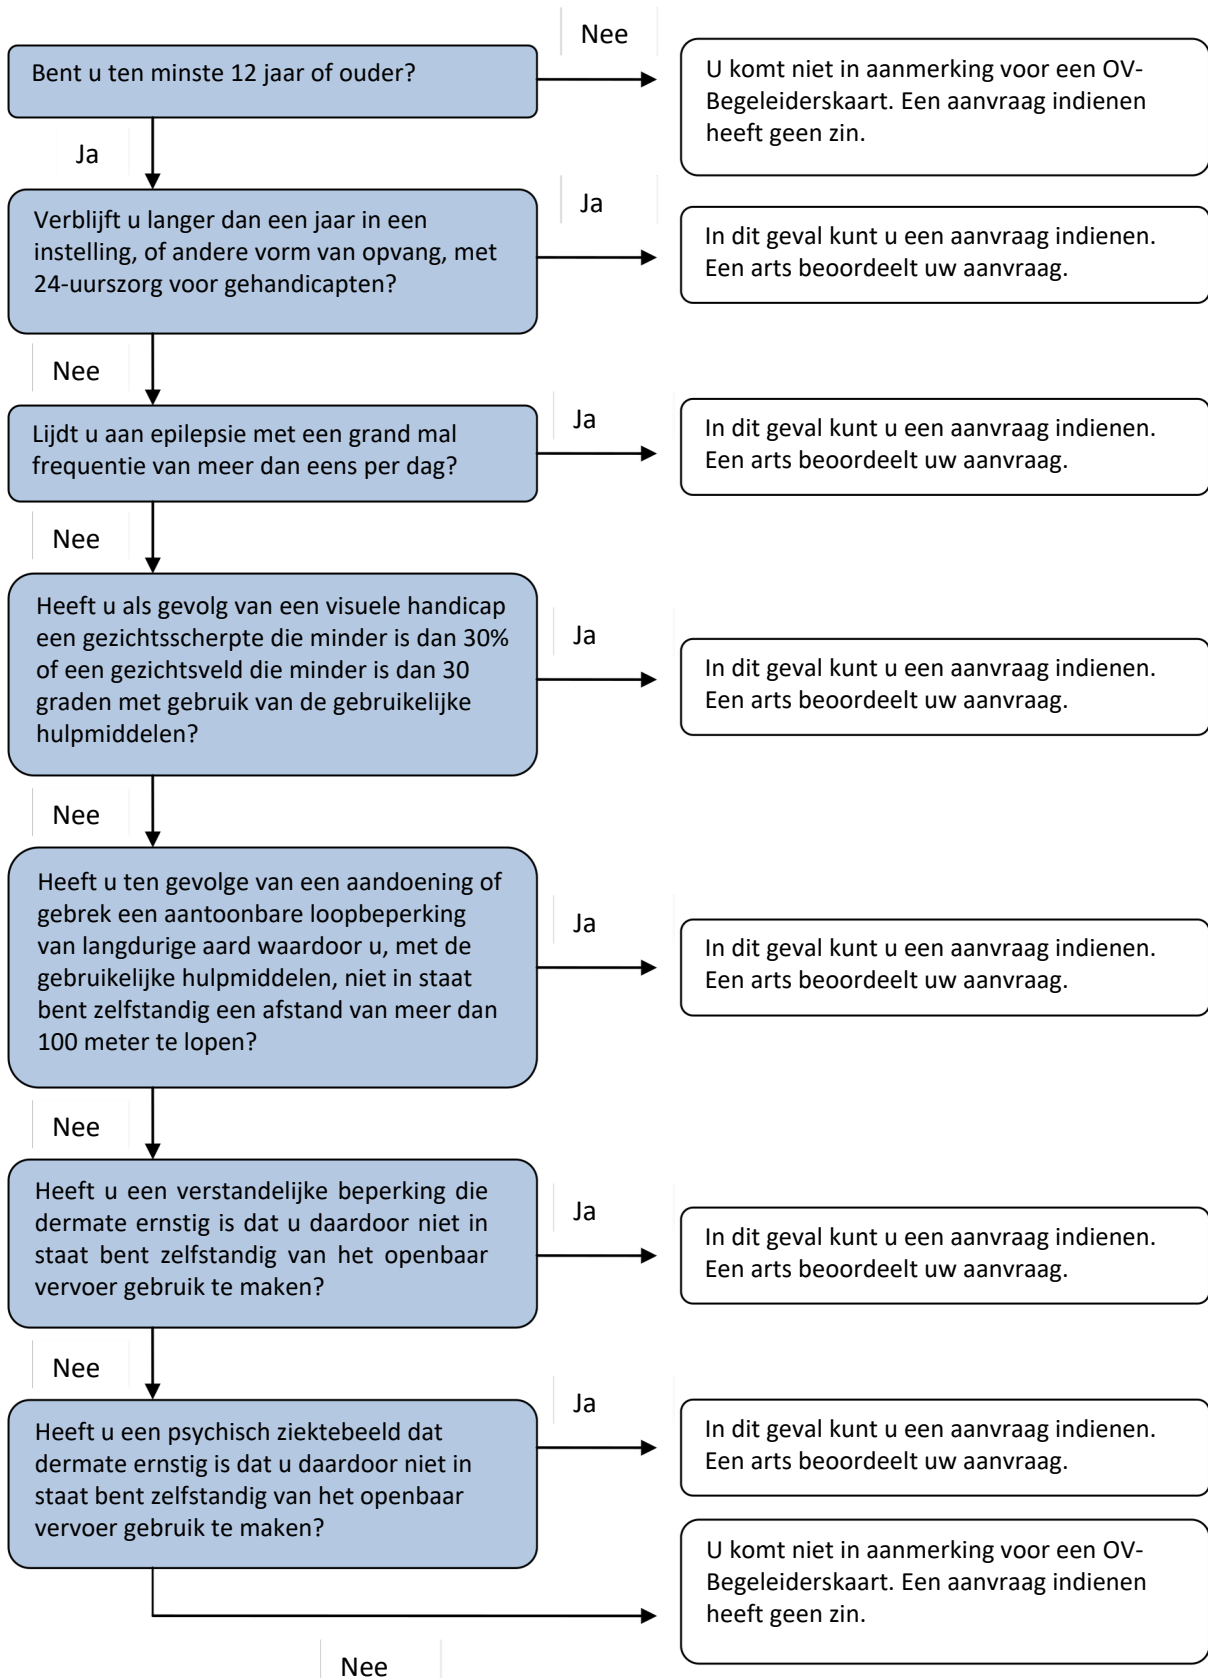 Nee
Bent u ten minste 12 jaar of ouder?
U komt niet in aanmerking voor een OV-
Begeleiderskaart. Een aanvraag indienen
heeft geen zin.
Ja
Ja
Verblijft u langer dan een jaar in een
instelling, of andere vorm van opvang, met
24-uurszorg voor gehandicapten?
In dit geval kunt u een aanvraag indienen.
Een arts beoordeelt uw aanvraag.
Nee
Ja
Lijdt u aan epilepsie met een grand mal
frequentie van meer dan eens per dag?
In dit geval kunt u een aanvraag indienen.
Een arts beoordeelt uw aanvraag.
Nee
Heeft u als gevolg van een visuele handicap
een gezichtsscherpte die minder is dan 30%
of een gezichtsveld die minder is dan 30
graden met gebruik van de gebruikelijke
hulpmiddelen?
Ja
In dit geval kunt u een aanvraag indienen.
Een arts beoordeelt uw aanvraag.
Nee
Heeft u ten gevolge van een aandoening of
gebrek een aantoonbare loopbeperking
van langdurige aard waardoor u, met de
gebruikelijke hulpmiddelen, niet in staat
bent zelfstandig een afstand van meer dan
100 meter te lopen?
Ja
In dit geval kunt u een aanvraag indienen.
Een arts beoordeelt uw aanvraag.
Nee
Heeft u een verstandelijke beperking die
dermate ernstig is dat u daardoor niet in
staat bent zelfstandig van het openbaar
vervoer gebruik te maken?
Ja
In dit geval kunt u een aanvraag indienen.
Een arts beoordeelt uw aanvraag.
Nee
Heeft u een psychisch ziektebeeld dat
dermate ernstig is dat u daardoor niet in
staat bent zelfstandig van het openbaar
vervoer gebruik te maken?
Ja
In dit geval kunt u een aanvraag indienen.
Een arts beoordeelt uw aanvraag.
U komt niet in aanmerking voor een OV-
Begeleiderskaart. Een aanvraag indienen
heeft geen zin.
Nee